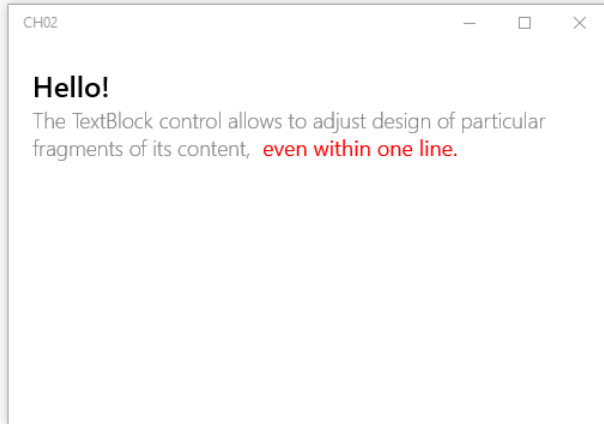 CH02
Hello!
The TextBlock control allows to adjust design of particular
fragments of its content,  even within one line.